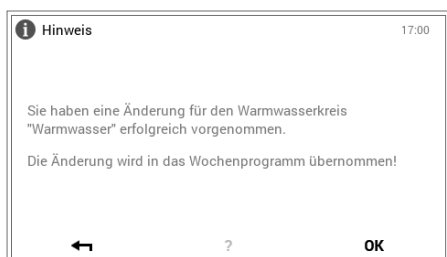 Hinweis
17:00
Sie haben eine Änderung für den Warmwasserkreis
"Warmwasser" erfolgreich vorgenommen.
Die Änderung wird in das Wochenprogramm übernommen!
?
OK